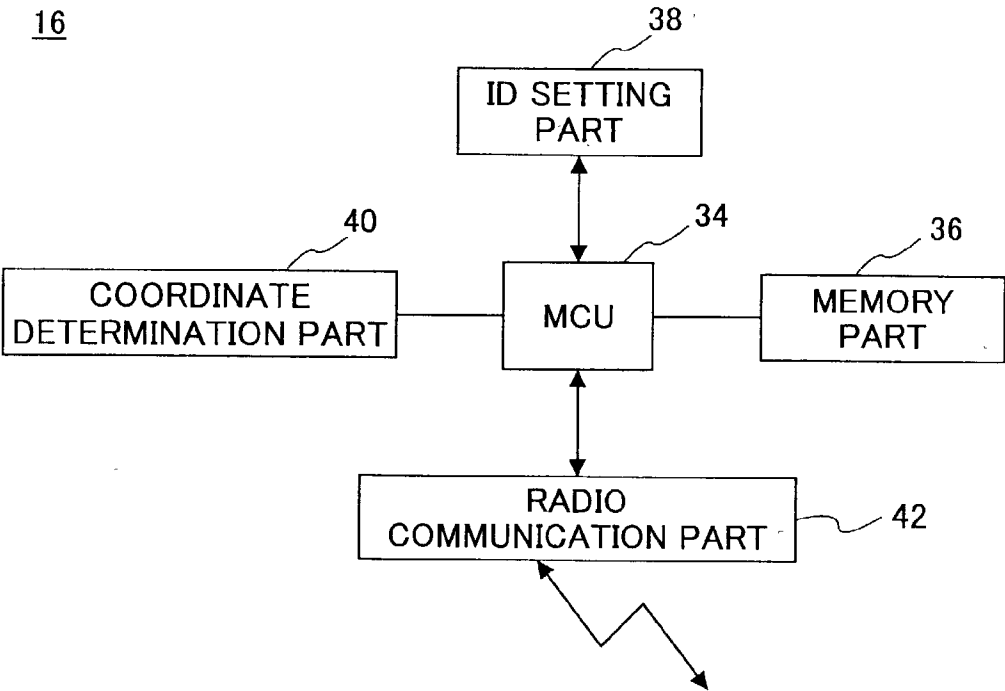 16
38
ID SETTING
PART
40
COORDINATE
DETERMINATION PART
34
MCU
36
MEMORY
PART
RADIO
COMMUNICATION PART
42